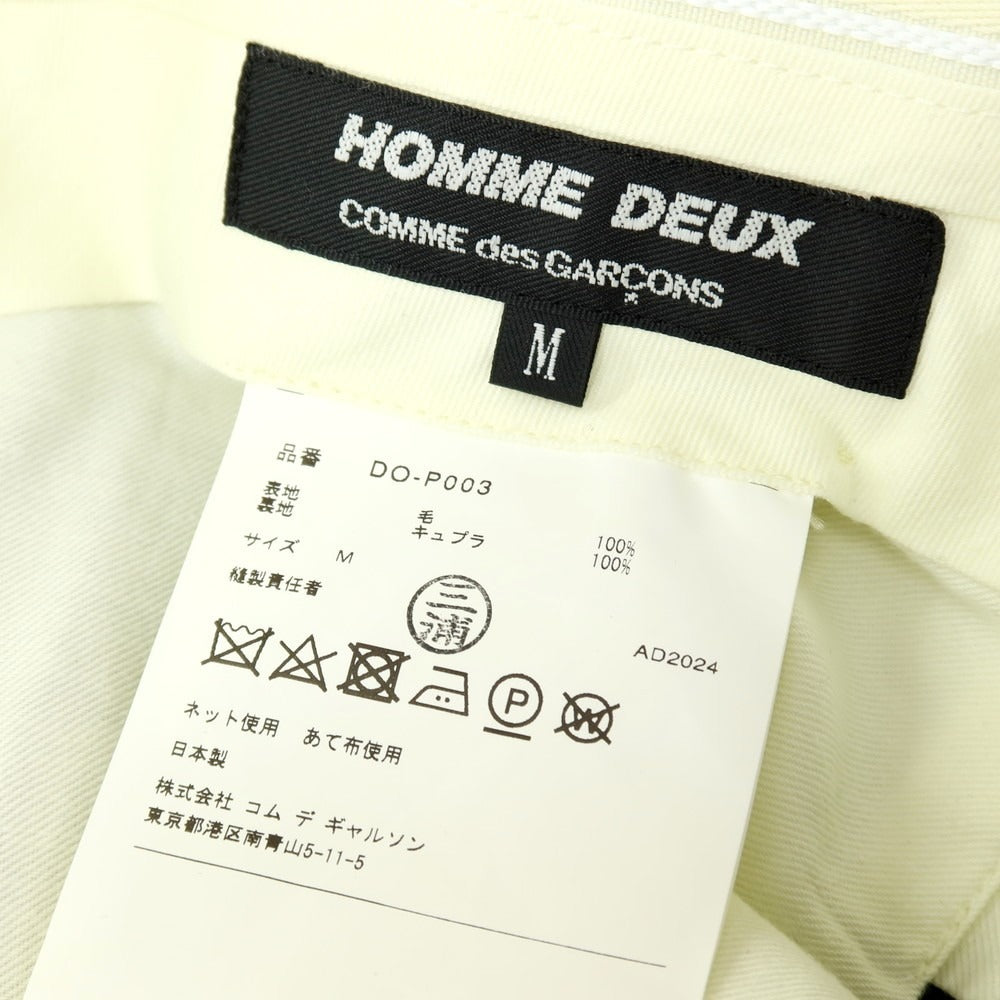 HOMME DEUX
COMME des GARÇONS
M
品番 DO-P003
表地 毛 100%
裏地 キュプラ 100%
サイズ M
縫製責任者 三浦
AD2024
P
W
ネット使用 あて布使用
日本製
株式会社 コム デ ギャルソン
東京都港区南青山5-11-5